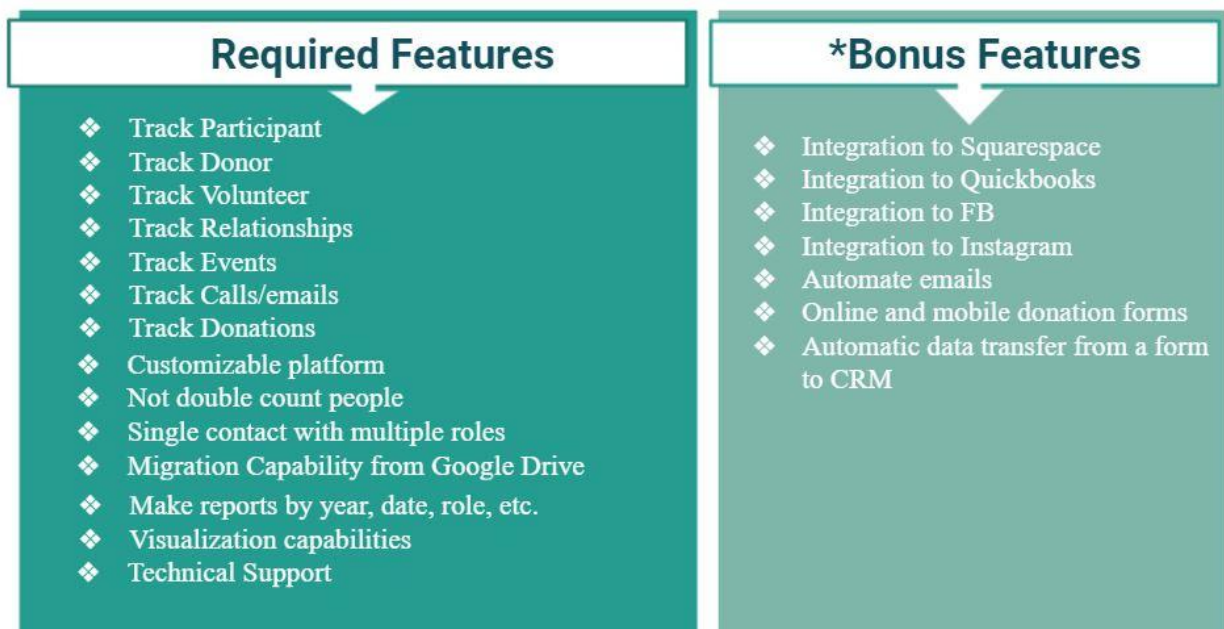 Required Features
Track Participant
Track Donor
Track Volunteer
Track Relationships
Track Events
Track Calls/emails
Track Donations
Customizable platform
Not double count people
Single contact with multiple roles
Migration Capability from Google Drive
Make reports by year, date, role, etc.
Visualization capabilities
Technical Support
*Bonus Features
Integration to Squarespace
Integration to Quickbooks
Integration to FB
Integration to Instagram
Automate emails
Online and mobile donation forms
Automatic data transfer from a form
to CRM